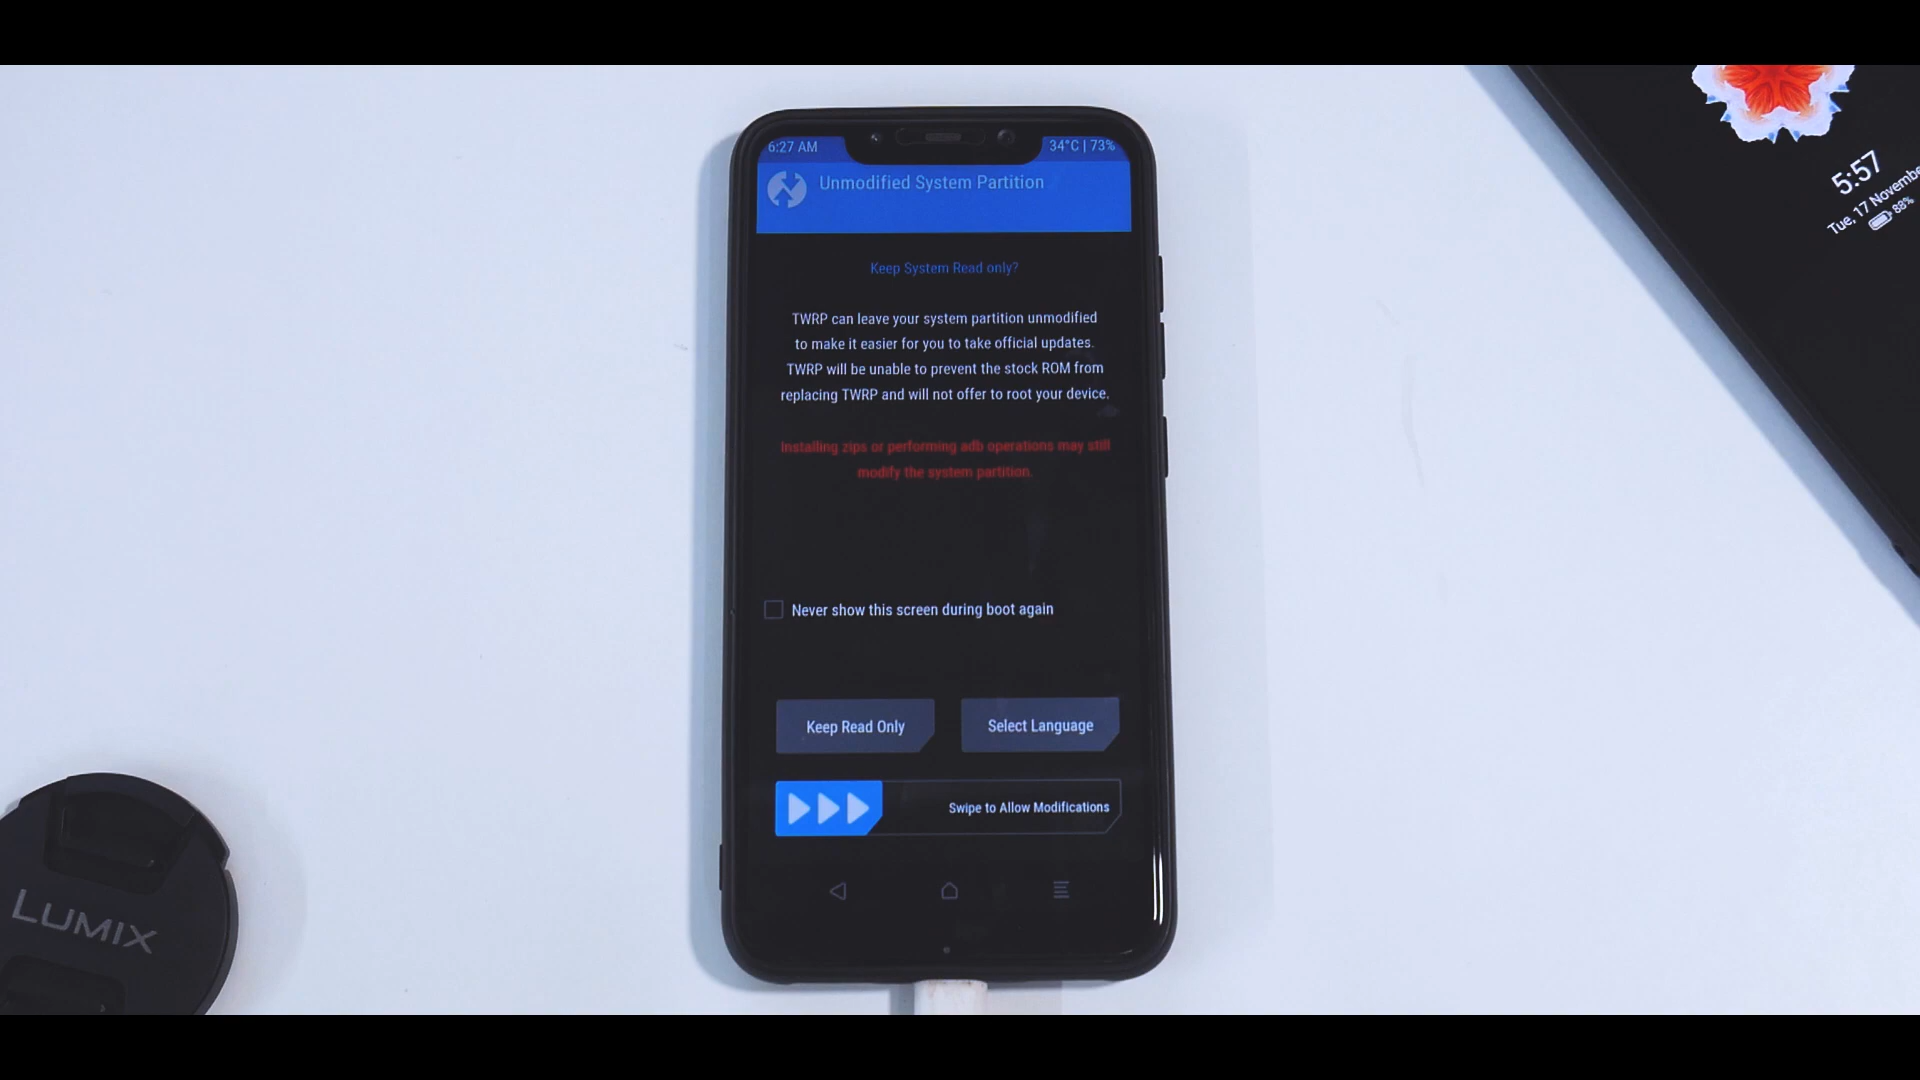 6:27 AM
34°C | 73%
Unmodified System Partition
Keep System Read only?
TWRP can leave your system partition unmodified
to make it easier for you to take official updates.
TWRP will be unable to prevent the stock ROM from
replacing TWRP and will not offer to root your device.
Installing zips or performing adb operations may still
modify the system partition.
Never show this screen during boot again
Keep Read Only
Select Language
Swipe to Allow Modifications
5:57
Tue, 17 Novembe
88%
LUMIX